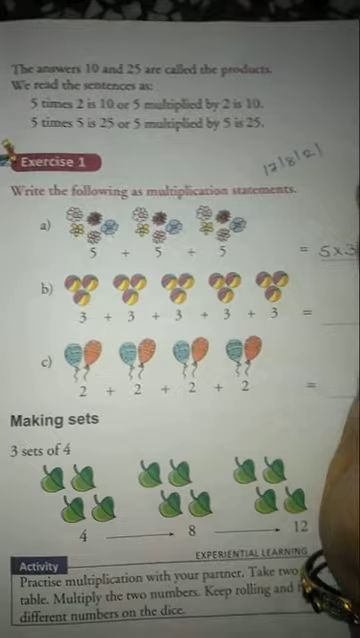 The answers 10 and 25 are called the products.
We read the sentences as:
5 times 2 is 10 or 5 multiplied by 2 is 10.
5 times 5 is 25 or 5 multiplied by 5 is 25.
12/8/21
Exercise 1
Write the following as multiplication statements.
a)
5 + 5 + 5 = 5x3
b)
3 + 3 + 3 + 3 + 3 =
c)
2 + 2 + 2 + 2 =
Making sets
3 sets of 4
4 8 12
EXPERIENTIAL LEARNING
Activity
Practise multiplication with your partner. Take two
table. Multiply the two numbers. Keep rolling and
different numbers on the dice.